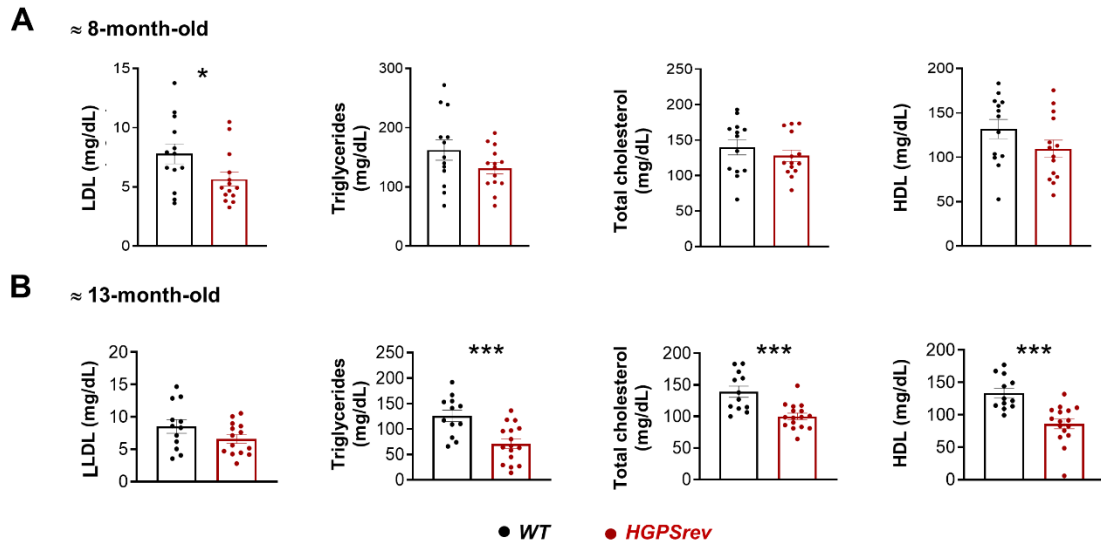 A ≈ 8-month-old
LDL (mg/dL)
15
10
5
0
*
Triglycerides
(mg/dL)
300
200
100
0
Total cholesterol
(mg/dL)
250
200
150
100
50
0
HDL (mg/dL)
200
150
100
50
0
B ≈ 13-month-old
LLDL (mg/dL)
20
15
10
5
0
Triglycerides
(mg/dL)
250
200
150
100
50
0
***
Total cholesterol
(mg/dL)
200
150
100
50
0
***
HDL (mg/dL)
200
150
100
50
0
***
WT HGPSrev